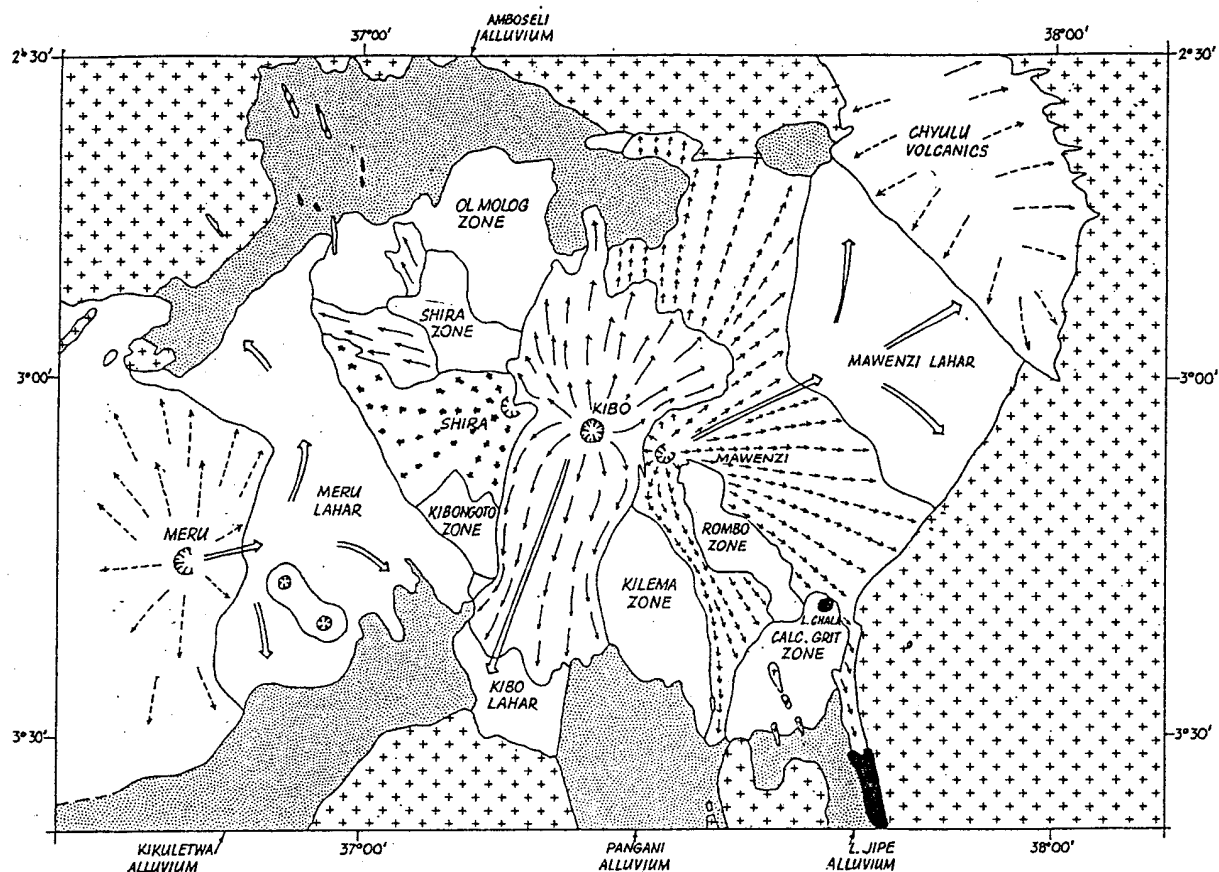 AMBOSELI
ALLUVIUM
37°00'
38°00'
2°30'
2°30'
CHYULU
VOLCANICS
OL MOLOG
ZONE
SHIRA
ZONE
MAWENZI LAHAR
3°00'
3°00'
SHIRA
KIBO
MAWENZI
MERU
LAHAR
KIBONGOTO
ZONE
MERU
ROMBO
ZONE
KILEMA
ZONE
L. CHALA
CALC. GRIT
ZONE
KIBO
LAHAR
3°30'
3°30'
KIKULETWA
ALLUVIUM
37°00'
PANGANI
ALLUVIUM
L. JIPE
ALLUVIUM
38°00'